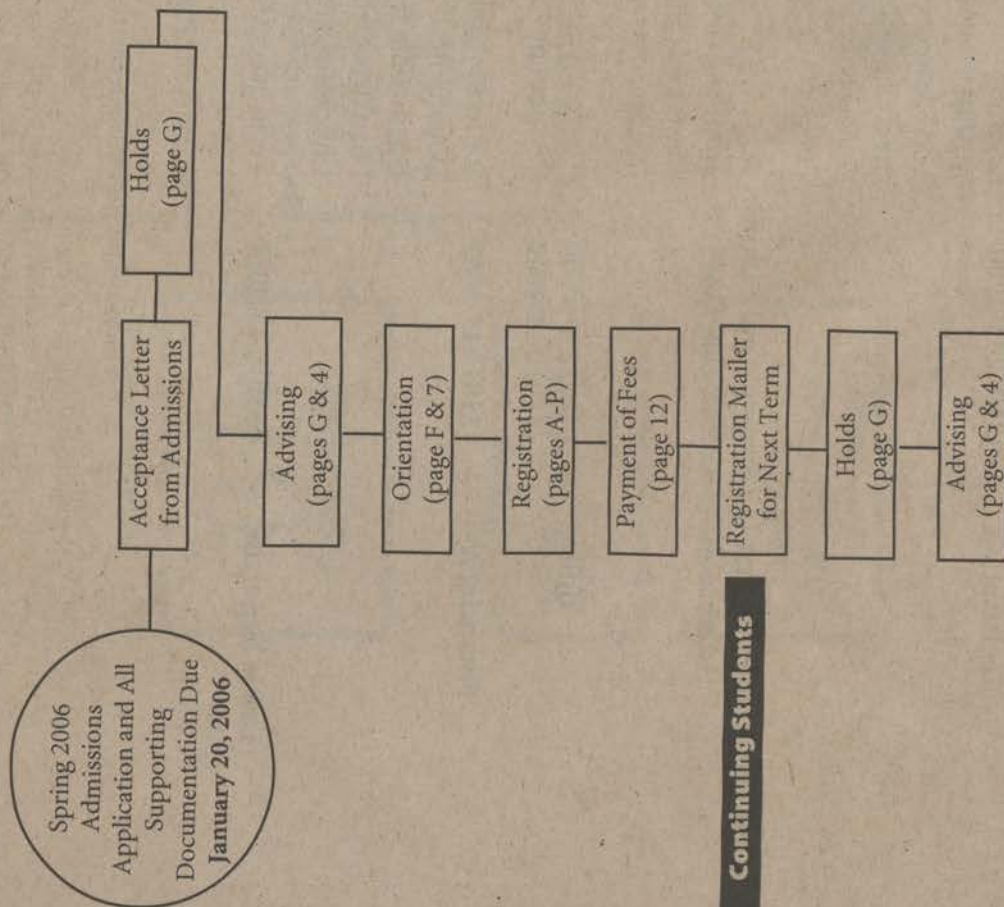 Spring 2006
Admissions
Application and All
Supporting
Documentation Due
January 20, 2006
Acceptance Letter
from Admissions
Holds
(page G)
Advising
(pages G & 4)
Orientation
(page F & 7)
Registration
(pages A-P)
Payment of Fees
(page 12)
Continuing Students
Registration Mailer
for Next Term
Holds
(page G)
Advising
(pages G & 4)